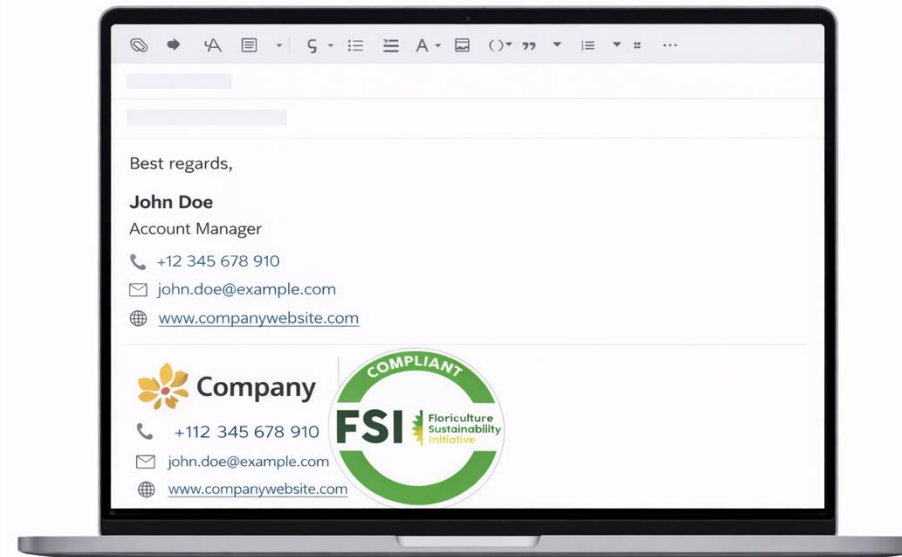 Best regards,
John Doe
Account Manager
+12 345 678 910
john.doe@example.com
www.companywebsite.com
Company
+112 345 678 910
john.doe@example.com
www.companywebsite.com
COMPLIANT
FSI
Floriculture
Sustainability
Initiative